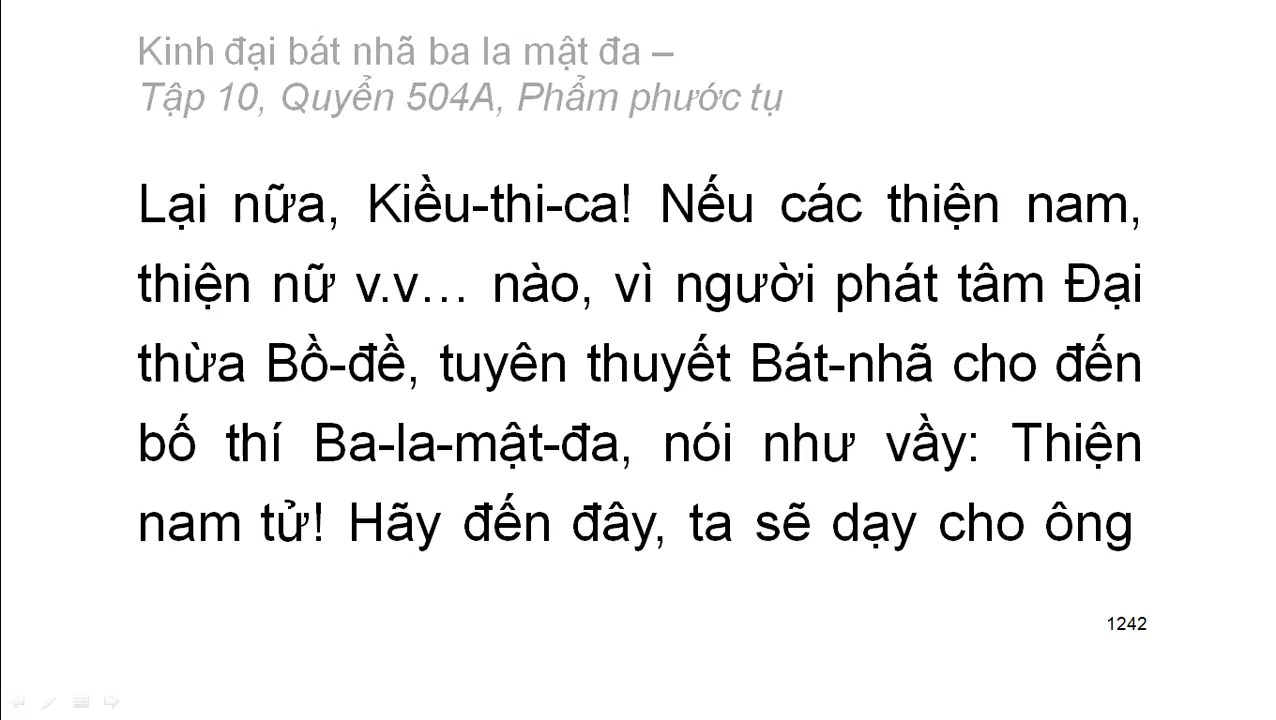 Kinh đại bát nhã ba la mật đa –
Tập 10, Quyển 504A, Phẩm phước tụ
Lại nữa, Kiều-thi-ca! Nếu các thiện nam,
thiện nữ v.v… nào, vì người phát tâm Đại
thừa Bồ-đề, tuyên thuyết Bát-nhã cho đến
bố thí Ba-la-mật-đa, nói như vầy: Thiện
nam tử! Hãy đến đây, ta sẽ dạy cho ông
1242